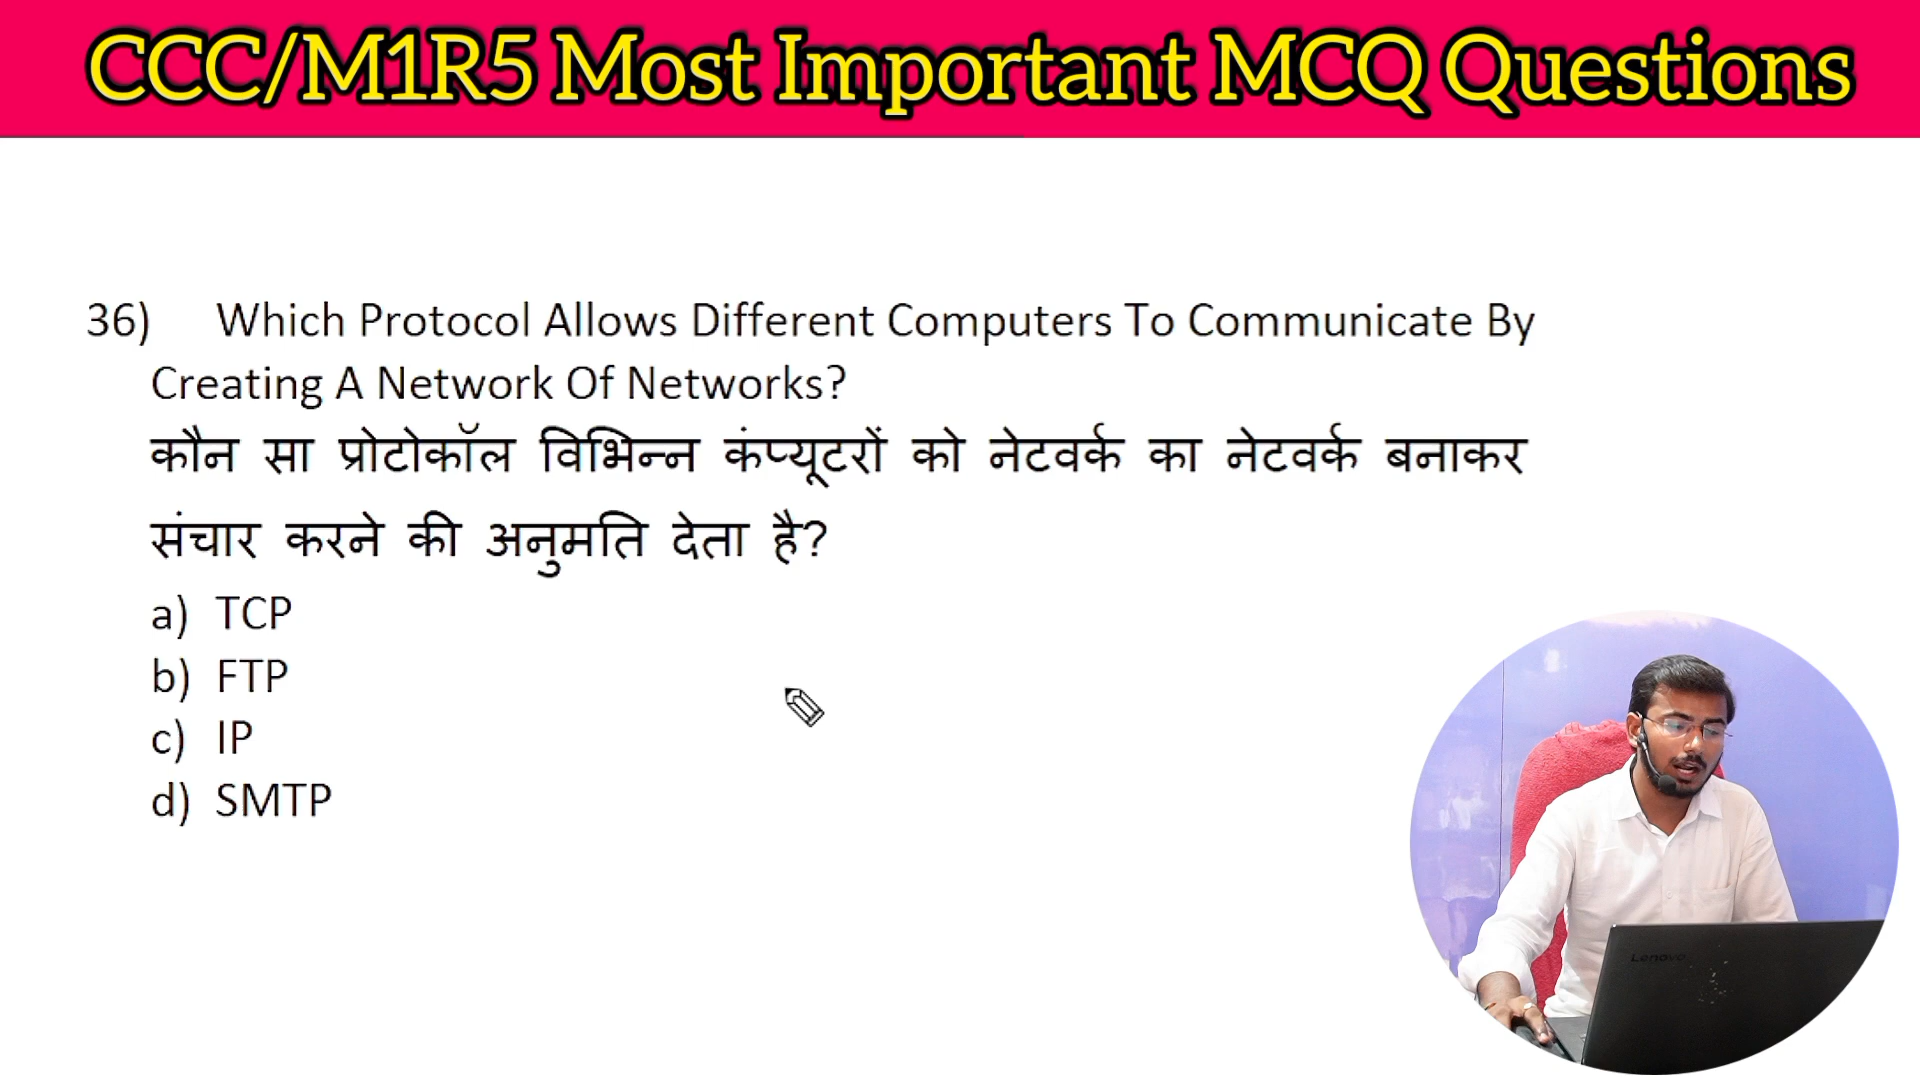 CCC/M1R5 Most Important MCQ Questions
36) Which Protocol Allows Different Computers To Communicate By
Creating A Network Of Networks?
कौन सा प्रोटोकॉल विभिन्न कंप्यूटरों को नेटवर्क का नेटवर्क बनाकर
संचार करने की अनुमति देता है?
a) TCP
b) FTP
c) IP
d) SMTP
Lenovo